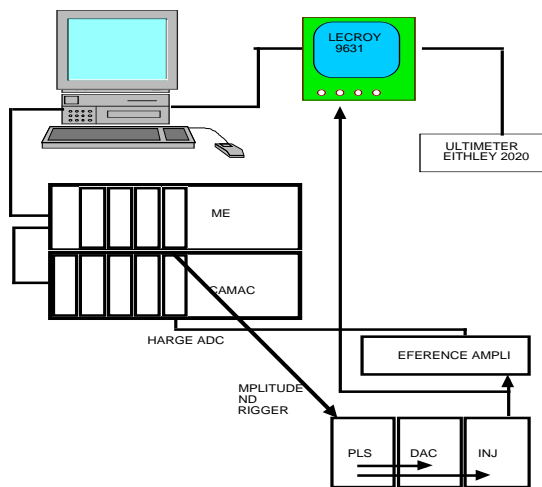 LECROY
9631
ULTIMETER
EITHLEY 2020
ME
CAMAC
HARGE ADC
EFERENCE AMPLI
MPLITUDE
ND
RIGGER
PLS
DAC
INJ